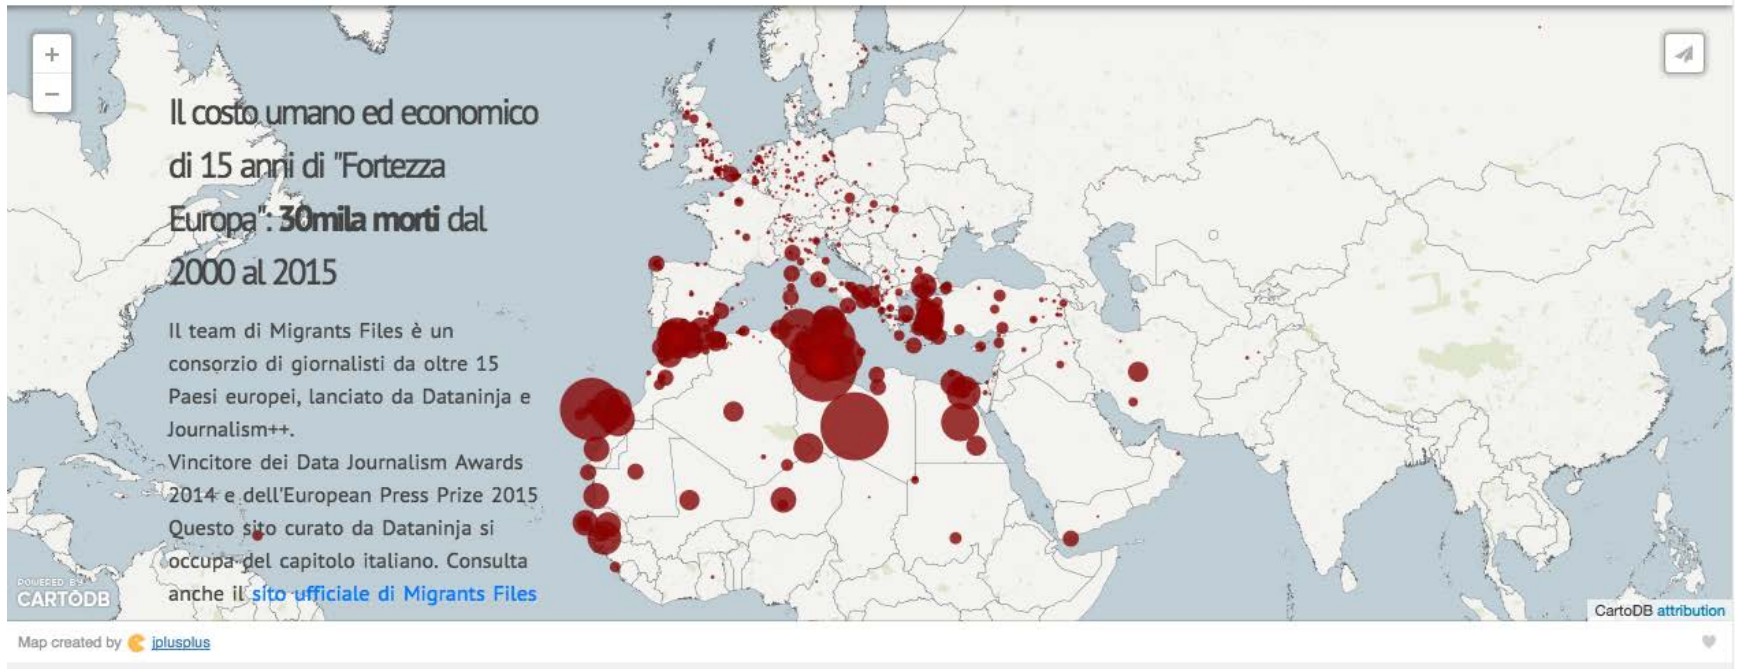 +
−
Il costo umano ed economico
di 15 anni di "Fortezza
Europa": 30mila morti dal
2000 al 2015
Il team di Migrants Files è un
consorzio di giornalisti da oltre 15
Paesi europei, lanciato da Dataninja e
Journalism++.
Vincitore dei Data Journalism Awards
2014 e dell'European Press Prize 2015
Questo sito curato da Dataninja si
occupa del capitolo italiano. Consulta
anche il sito ufficiale di Migrants Files
POWERED BY
CARTODB
CartoDB attribution
Map created by jplusplus